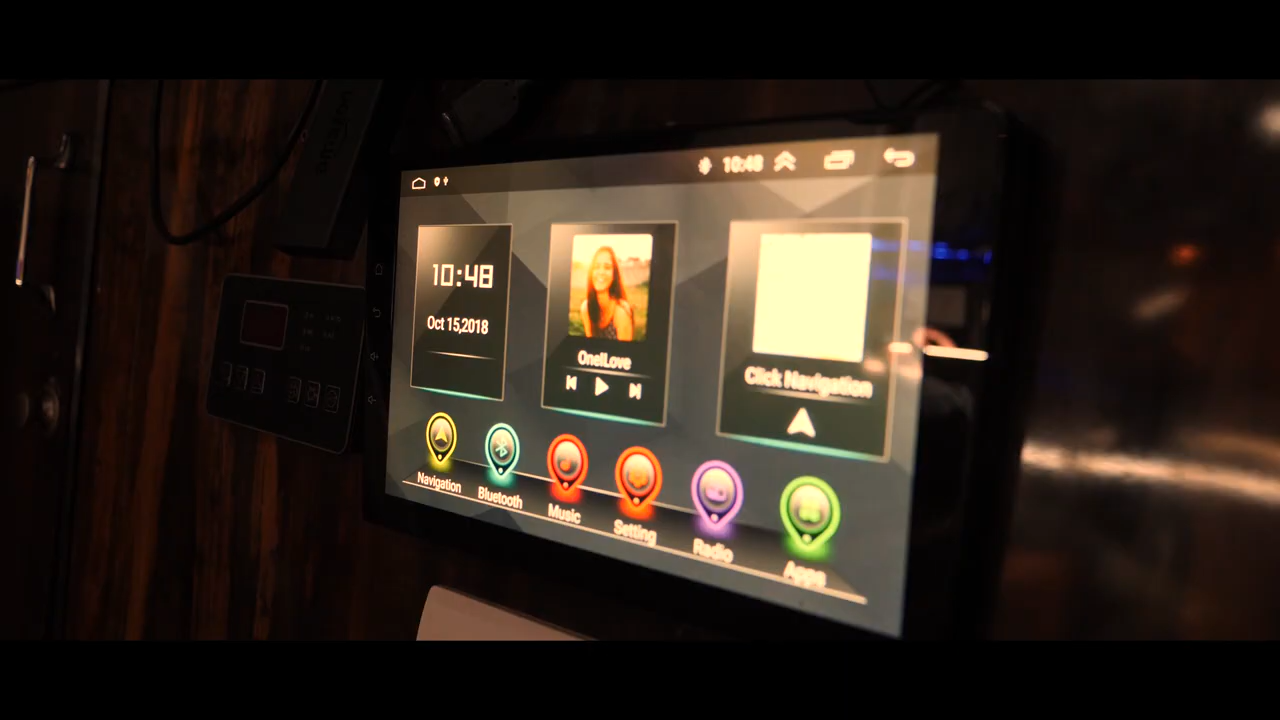 10:48
10:48
Oct 15,2018
OnelLove
Click Navigation
Navigation
Bluetooth
Music
Setting
Radio
Apps